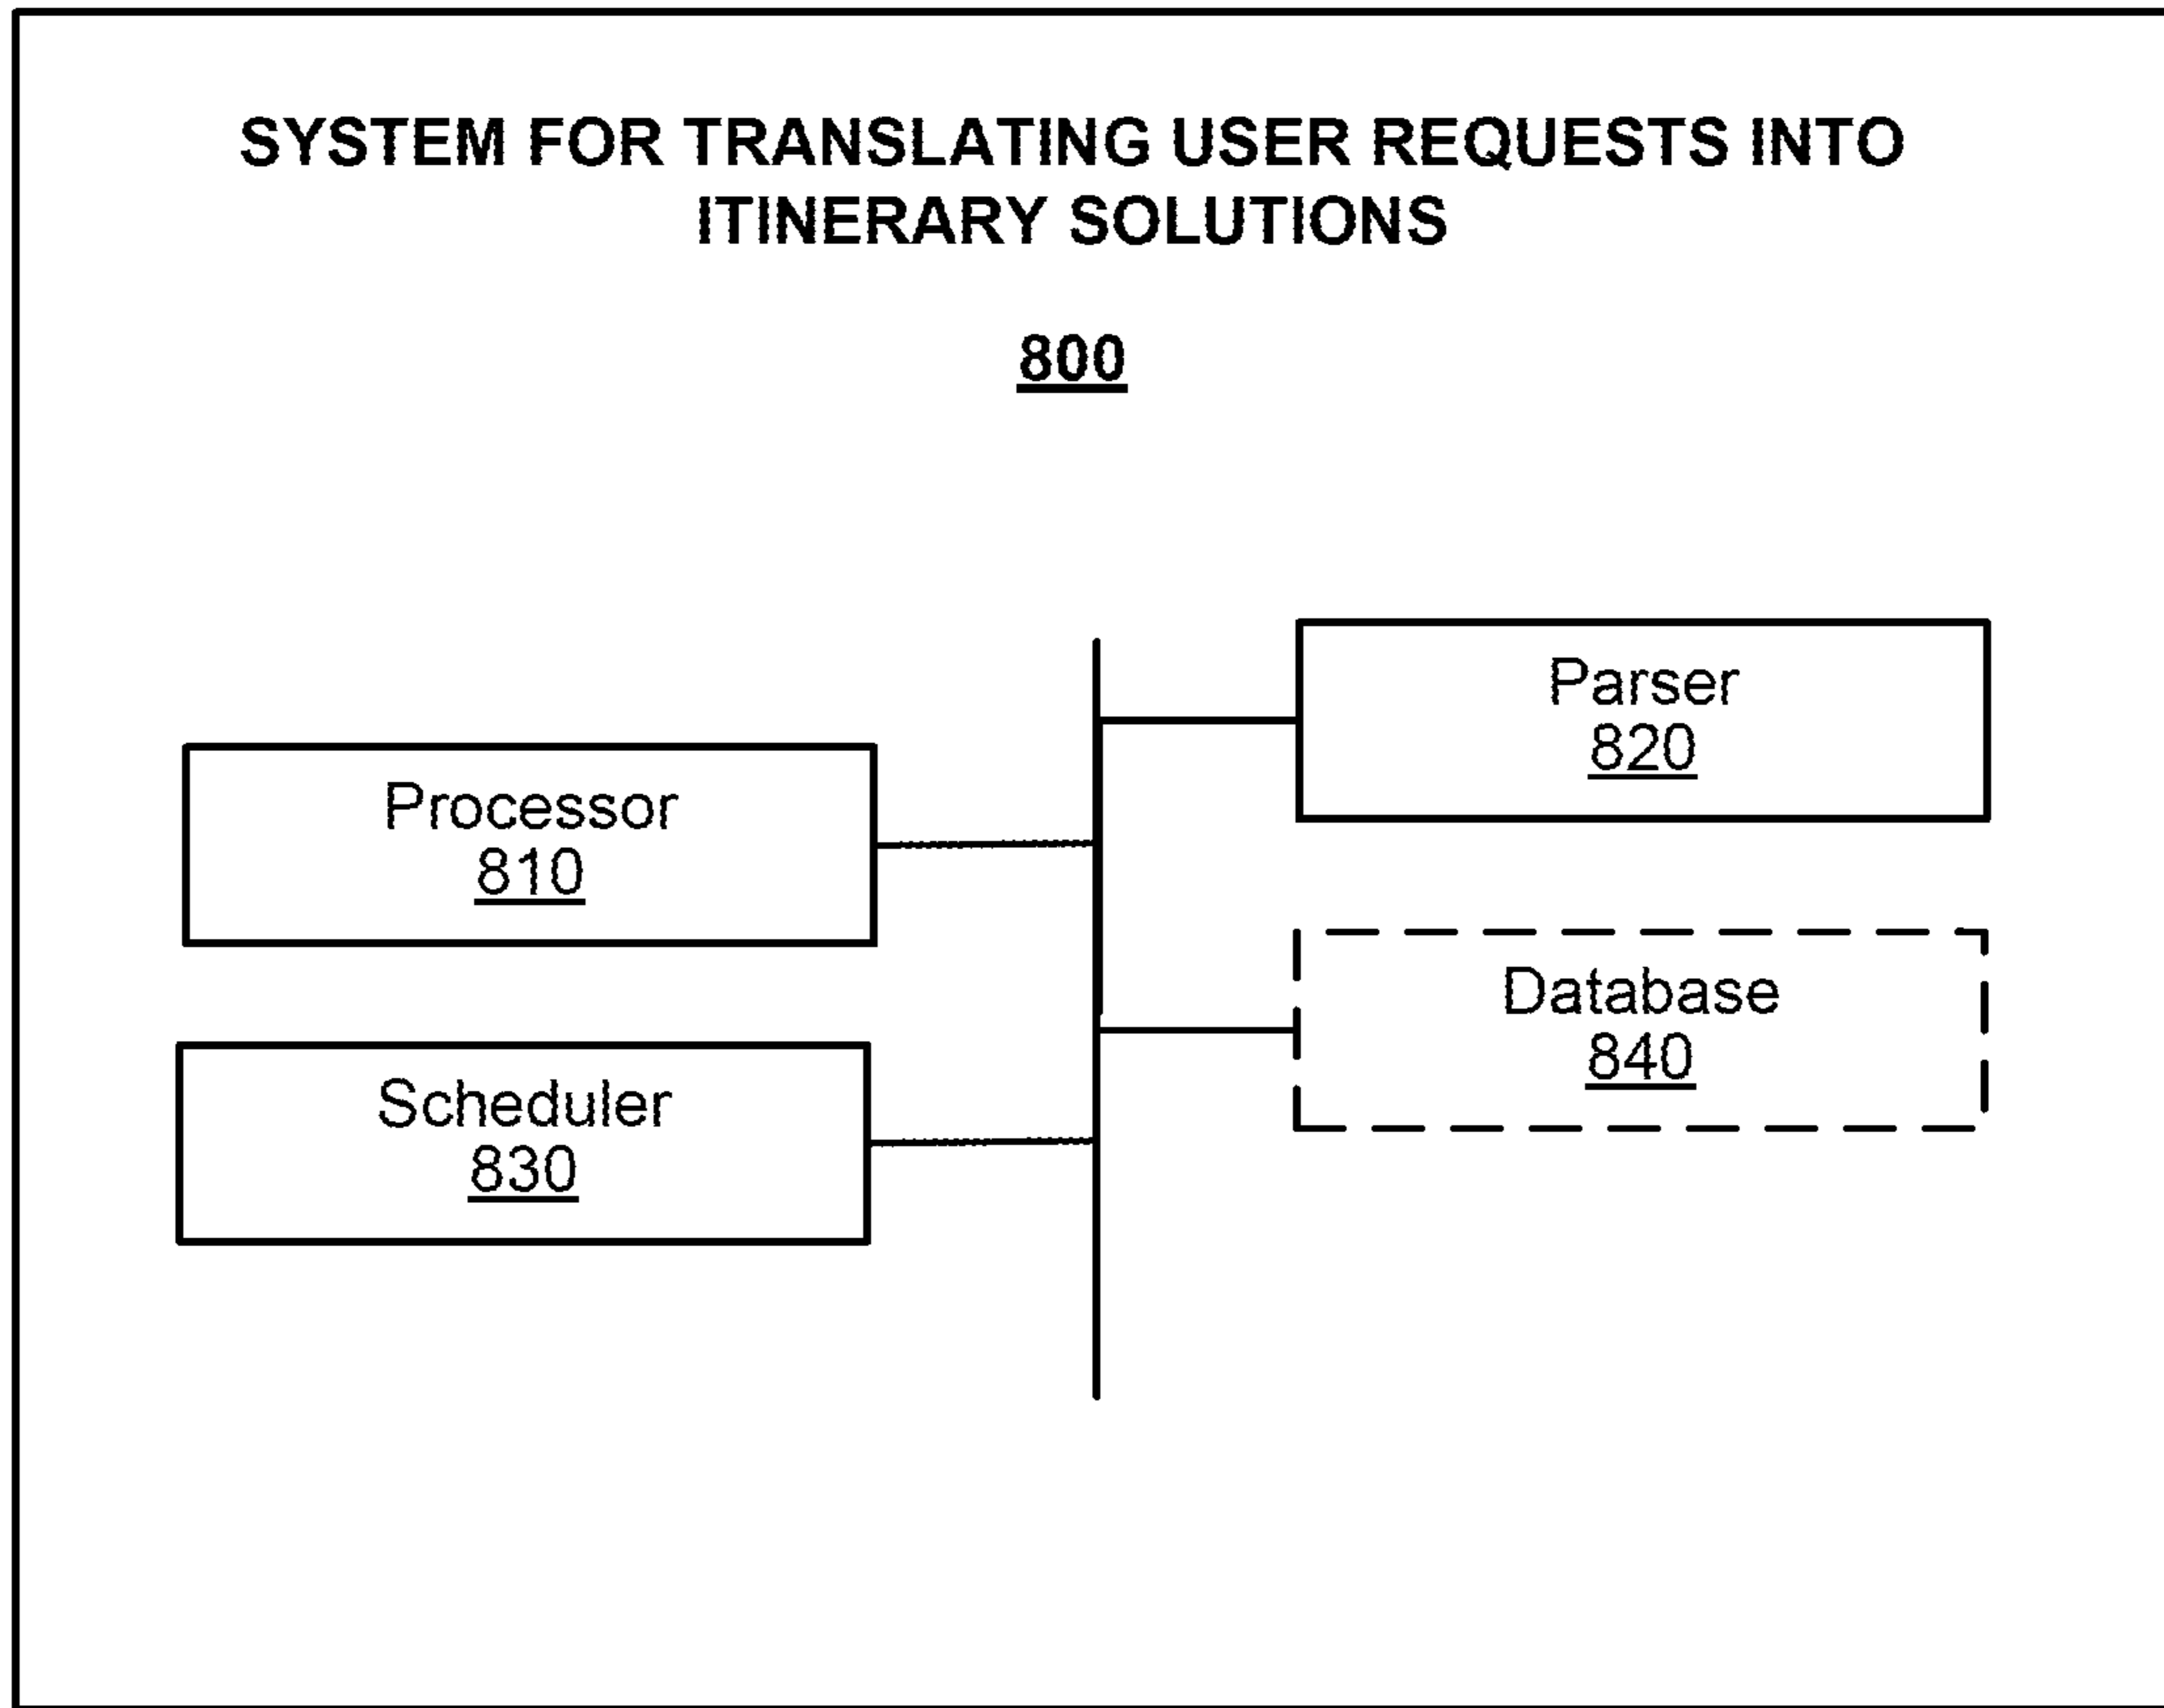 SYSTEM FOR TRANSLATING USER REQUESTS INTO
ITINERARY SOLUTIONS
800
Parser
820
Processor
810
Database
840
Scheduler
830